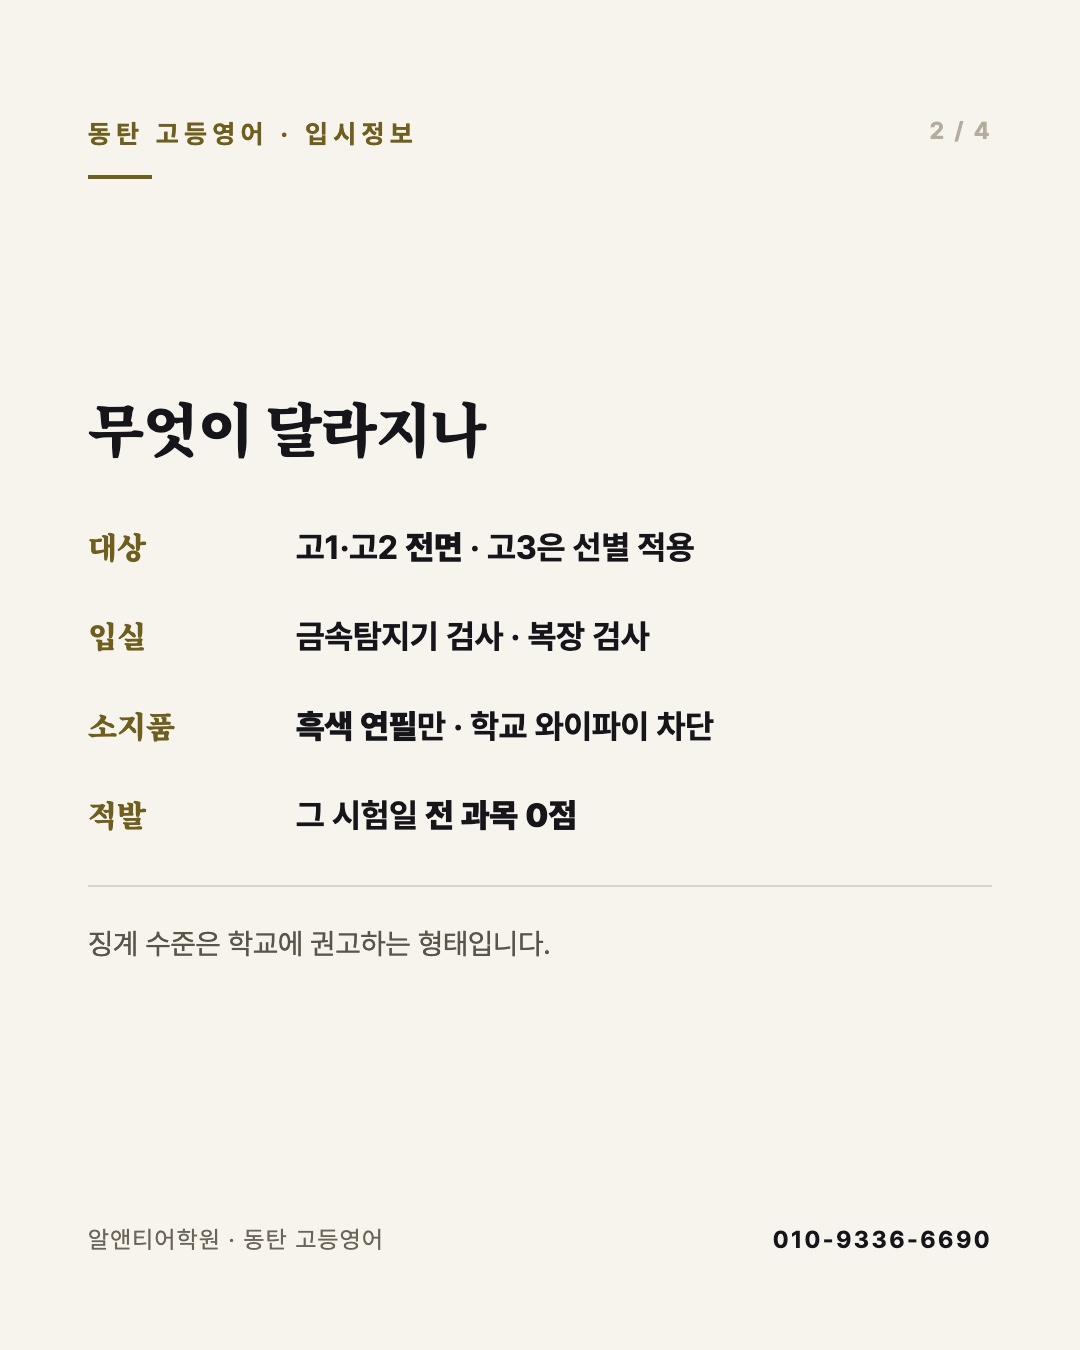 동탄 고등영어 · 입시정보
2 / 4
무엇이 달라지나
대상 고1·고2 전면 · 고3은 선별 적용
입실 금속탐지기 검사 · 복장 검사
소지품 흑색 연필만 · 학교 와이파이 차단
적발 그 시험일 전 과목 0점
징계 수준은 학교에 권고하는 형태입니다.
알앤티어학원 · 동탄 고등영어
010-9336-6690